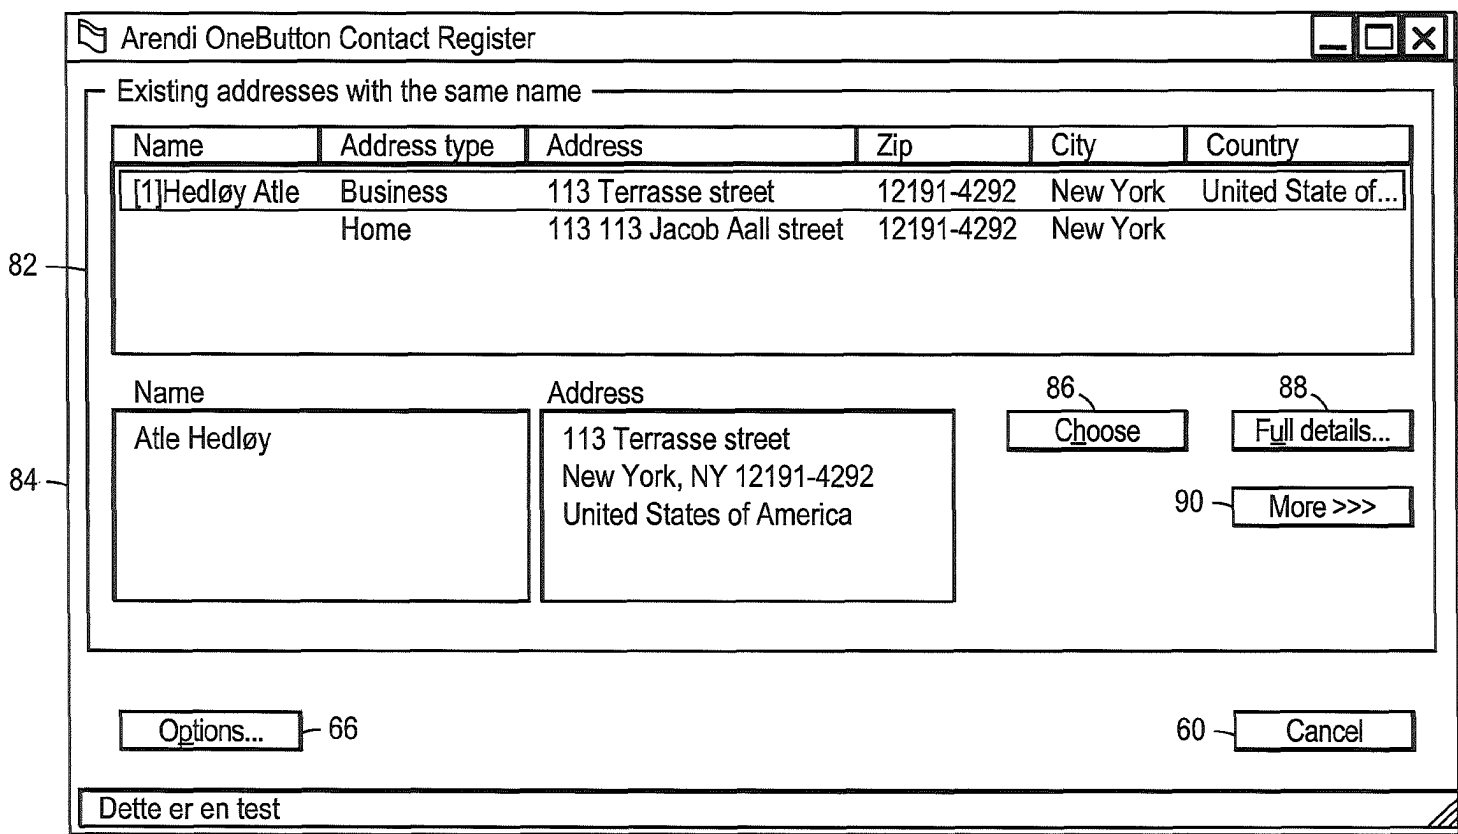 Arendi OneButton Contact Register
Existing addresses with the same name
Name Address type Address Zip City Country
[1]Hedløy Atle Business 113 Terrasse street 12191-4292 New York United State of...
Home 113 113 Jacob Aall street 12191-4292 New York
82
Name Address 86 88
Atle Hedløy 113 Terrasse street Choose Full details...
New York, NY 12191-4292
84 90 More >>>
United States of America
Options... 66 60 Cancel
Dette er en test